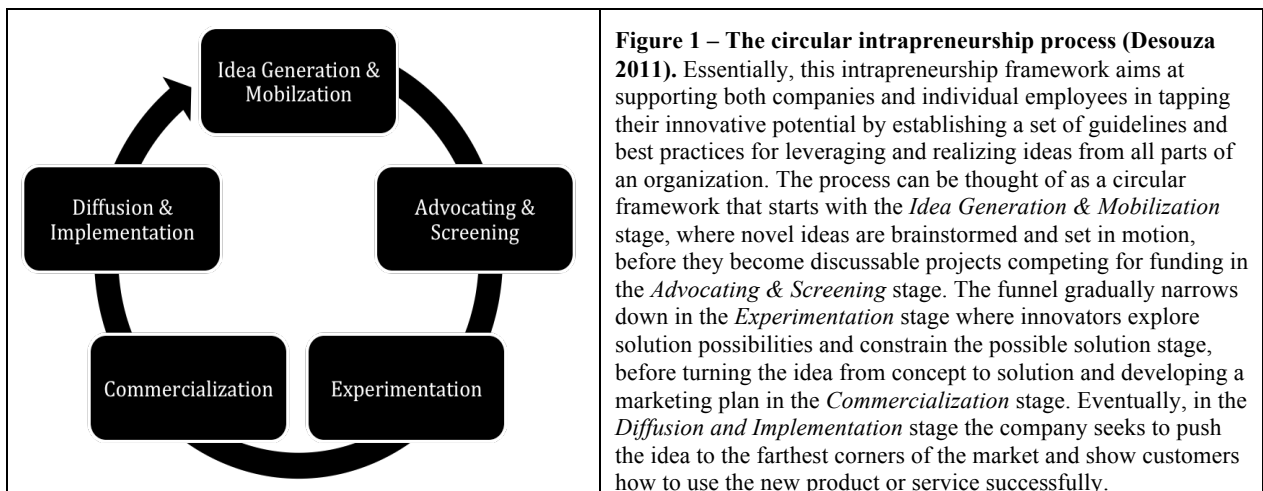 Idea Generation &
Mobilzation
Advocating &
Screening
Experimentation
Commercialization
Diffusion &
Implementation
Figure 1 – The circular intrapreneurship process (Desouza
2011). Essentially, this intrapreneurship framework aims at
supporting both companies and individual employees in tapping
their innovative potential by establishing a set of guidelines and
best practices for leveraging and realizing ideas from all parts of
an organization. The process can be thought of as a circular
framework that starts with the Idea Generation & Mobilization
stage, where novel ideas are brainstormed and set in motion,
before they become discussable projects competing for funding in
the Advocating & Screening stage. The funnel gradually narrows
down in the Experimentation stage where innovators explore
solution possibilities and constrain the possible solution stage,
before turning the idea from concept to solution and developing a
marketing plan in the Commercialization stage. Eventually, in the
Diffusion and Implementation stage the company seeks to push
the idea to the farthest corners of the market and show customers
how to use the new product or service successfully.